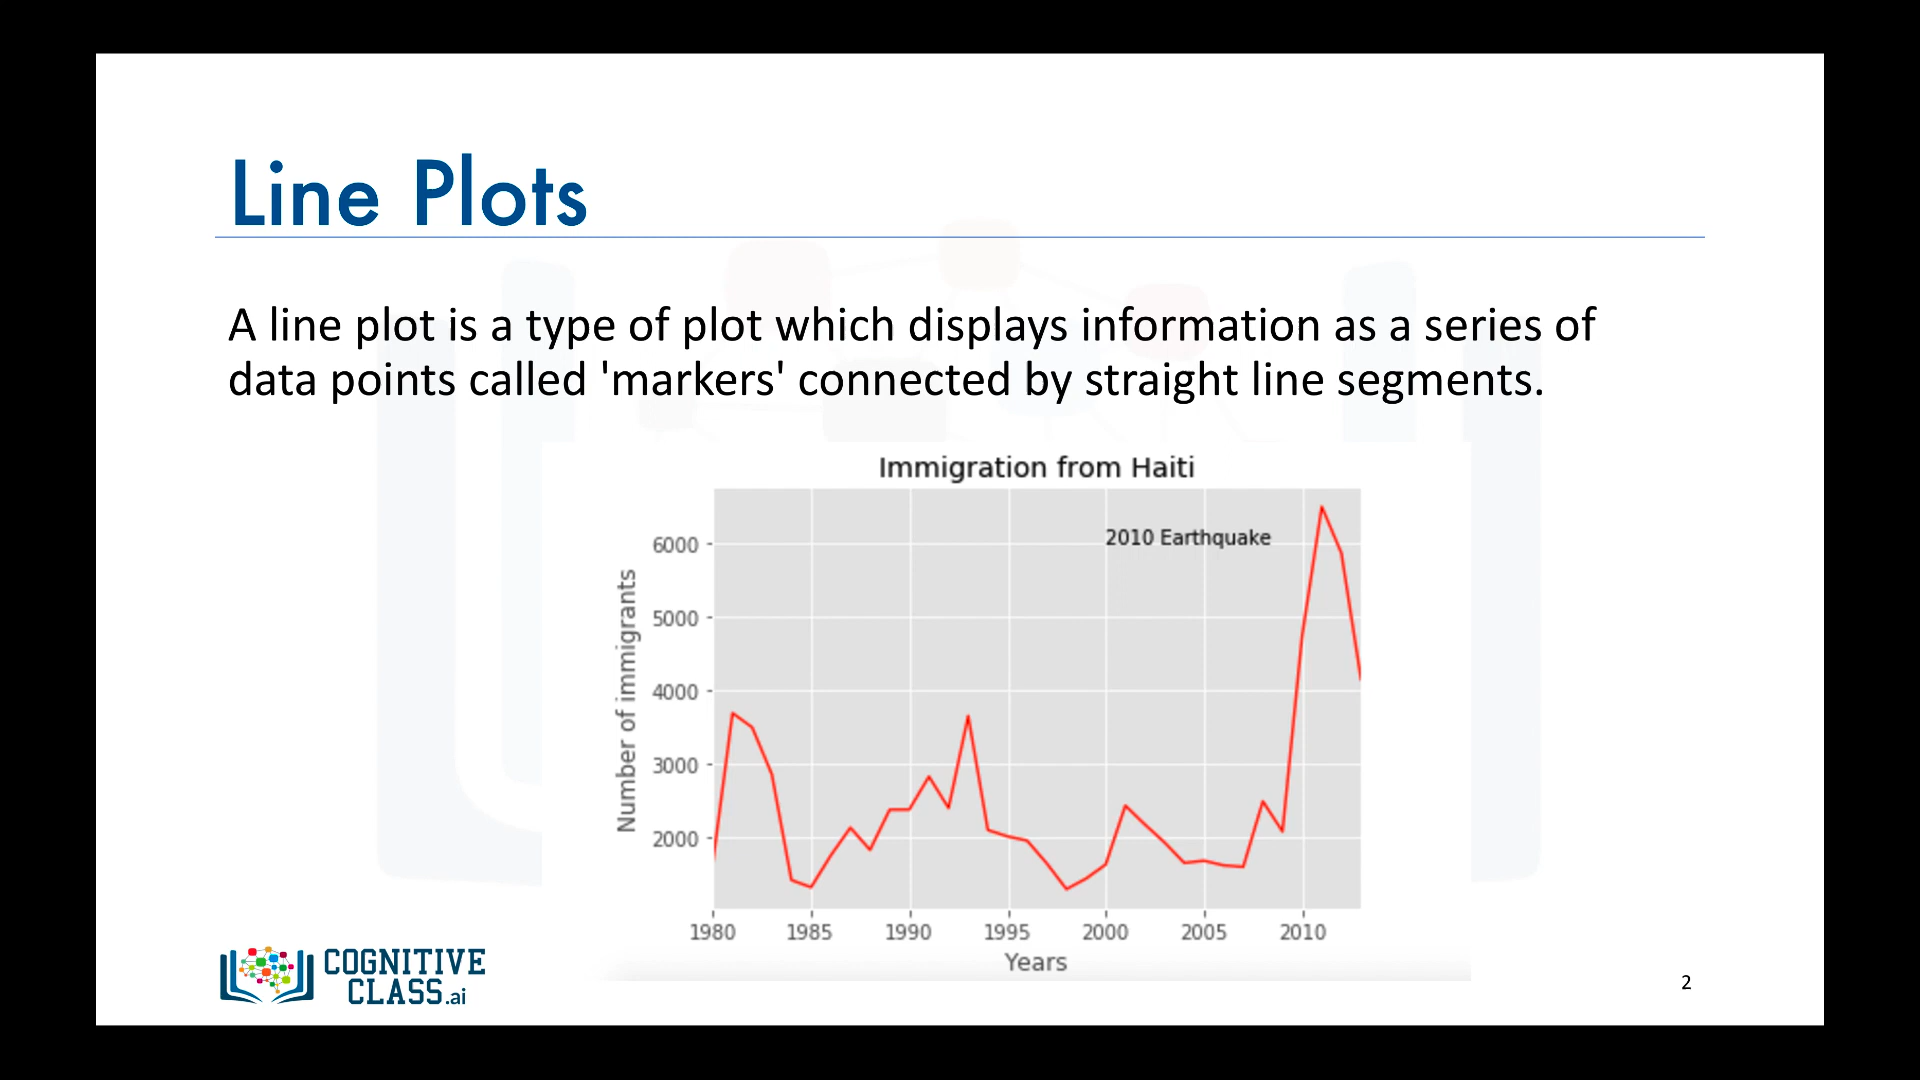 Line Plots
A line plot is a type of plot which displays information as a series of
data points called 'markers' connected by straight line segments.
Immigration from Haiti
2010 Earthquake
6000
5000
4000
3000
2000
Number of immigrants
1980 1985 1990 1995 2000 2005 2010
Years
COGNITIVE
CLASS.ai
2